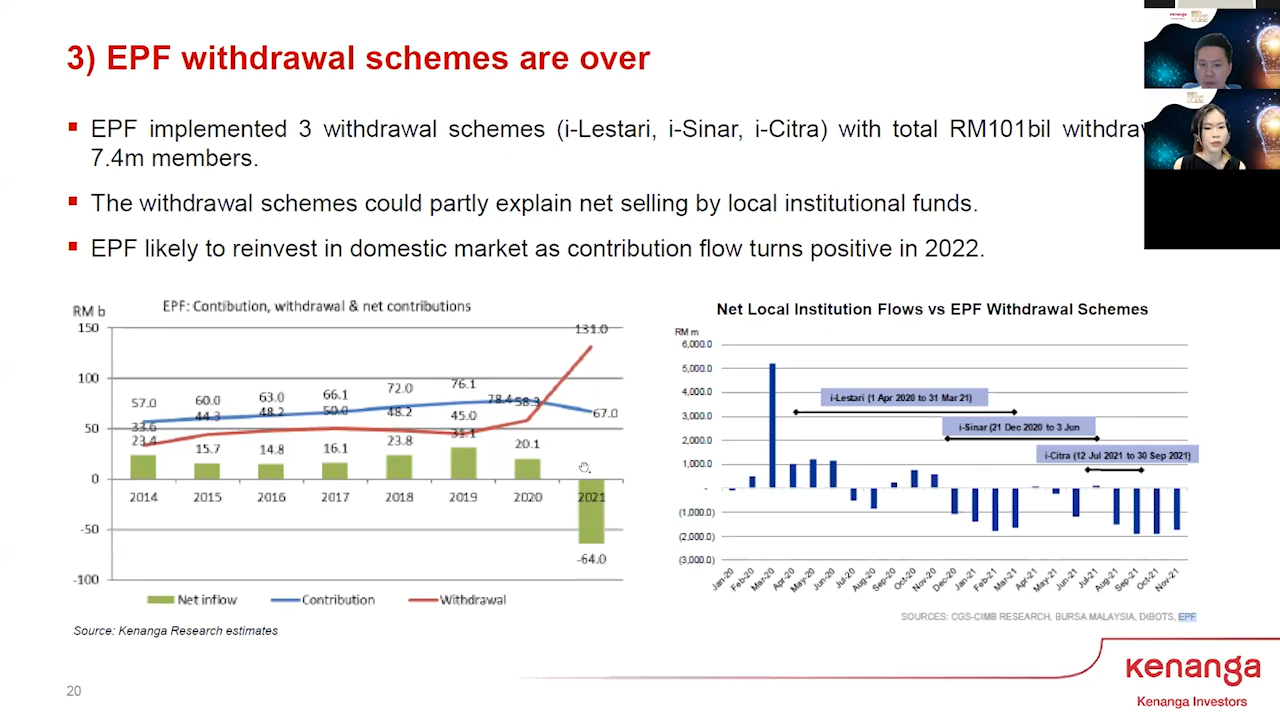 3) EPF withdrawal schemes are over
EPF implemented 3 withdrawal schemes (i-Lestari, i-Sinar, i-Citra) with total RM101bil
7.4m members.
The withdrawal schemes could partly explain net selling by local institutional funds.
EPF likely to reinvest in domestic market as contribution flow turns positive in 2022.
EPF: Contibution, withdrawal & net contributions
RM b
150
100
50
0
-50
-100
131.0
57.0 60.0 63.0 66.1 72.0 76.1 78.4 67.0
33.6 44.3 48.2 50.0 48.2 45.0 58.3
23.4 15.7 14.8 16.1 23.8 31.1 20.1
2014 2015 2016 2017 2018 2019 2020 2021
-64.0
Net inflow Contribution Withdrawal
Source: Kenanga Research estimates
Net Local Institution Flows vs EPF Withdrawal Schemes
RM m
6,000.0
5,000.0
4,000.0
3,000.0
2,000.0
1,000.0
-
(1,000.0)
(2,000.0)
(3,000.0)
i-Lestari (1 Apr 2020 to 31 Mar 21)
i-Sinar (21 Dec 2020 to 3 Jun
i-Citra (12 Jul 2021 to 30 Sep 2021)
Jan-20 Feb-20 Mar-20 Apr-20 May-20 Jun-20 Jul-20 Aug-20 Sep-20 Oct-20 Nov-20 Dec-20 Jan-21 Feb-21 Mar-21 Apr-21 May-21 Jun-21 Jul-21 Aug-21 Sep-21 Oct-21 Nov-21
SOURCES: CGS-CIMB RESEARCH, BURSA MALAYSIA, DIBOTS, EPF
20
kenanga
Kenanga Investors
kenanga